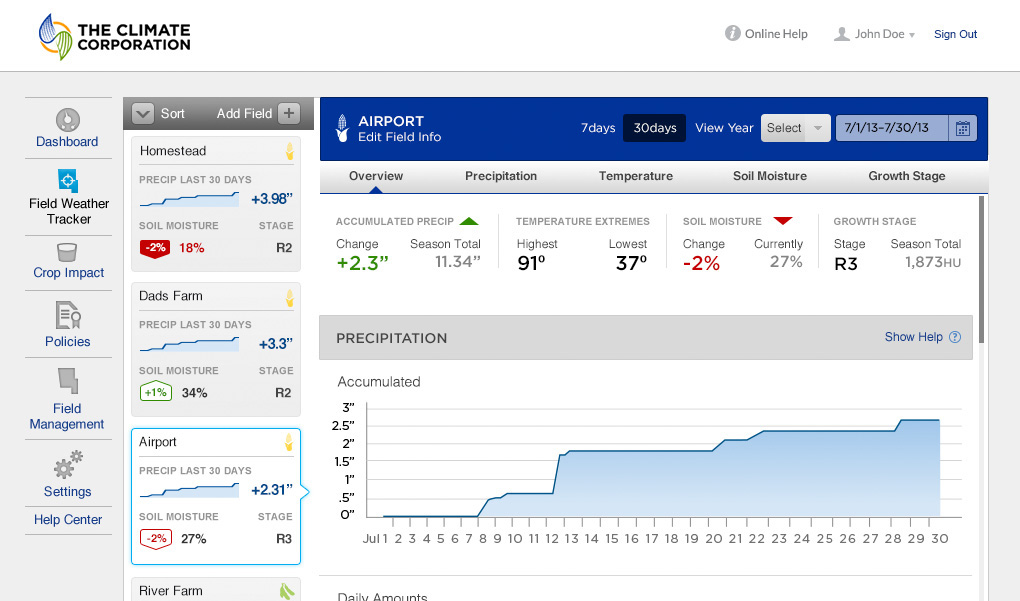 THE CLIMATE
CORPORATION
Online Help
John Doe
Sign Out
Dashboard
Field Weather
Tracker
Crop Impact
Policies
Field
Management
Settings
Help Center
Sort
Add Field
Homestead
PRECIP LAST 30 DAYS
+3.98”
SOIL MOISTURE STAGE
-2% 18% R2
Dads Farm
PRECIP LAST 30 DAYS
+3.3”
SOIL MOISTURE STAGE
+1% 34% R2
Airport
PRECIP LAST 30 DAYS
+2.31”
SOIL MOISTURE STAGE
-2% 27% R3
River Farm
AIRPORT
Edit Field Info
7days 30days View Year Select 7/1/13–7/30/13
Overview Precipitation Temperature Soil Moisture Growth Stage
ACCUMULATED PRECIP TEMPERATURE EXTREMES SOIL MOISTURE GROWTH STAGE
Change Season Total Highest Lowest Change Currently Stage Season Total
+2.3” 11.34” 91⁰ 37⁰ -2% 27% R3 1,873HU
PRECIPITATION
Show Help ?
Accumulated
3”
2.5”
2”
1.5”
1”
.5”
0”
Jul 1 2 3 4 5 6 7 8 9 10 11 12 13 14 15 16 17 18 19 20 21 22 23 24 25 26 27 28 29 30
Daily Amounts